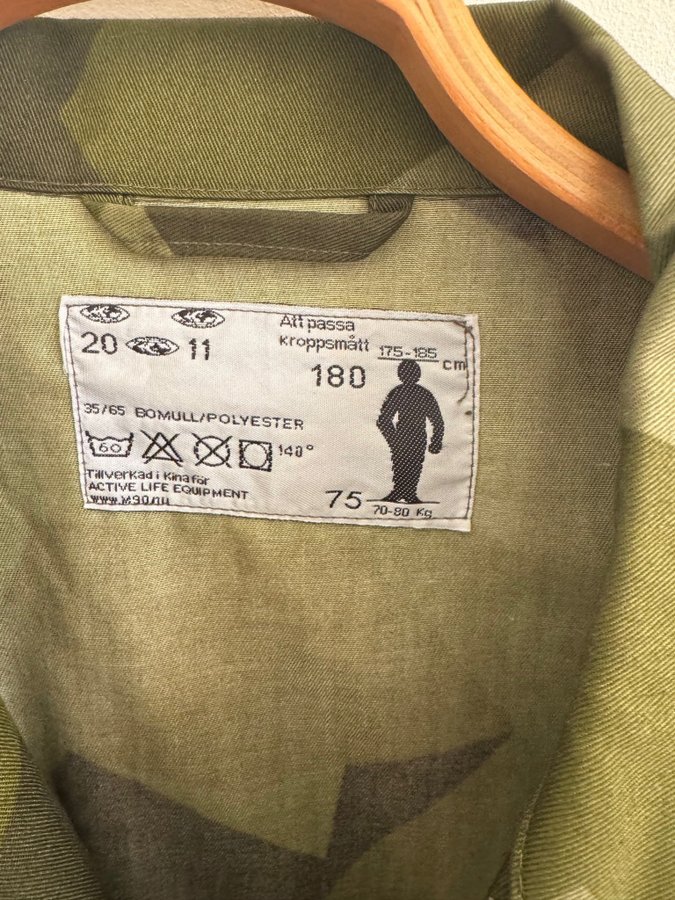 20 11
Att passa
kroppsmått 175-185 cm
180
35/65 BOMULL/POLYESTER
60 140°
Tillverkad i Kina för
ACTIVE LIFE EQUIPMENT
www.M90.nu
75 70-80 Kg